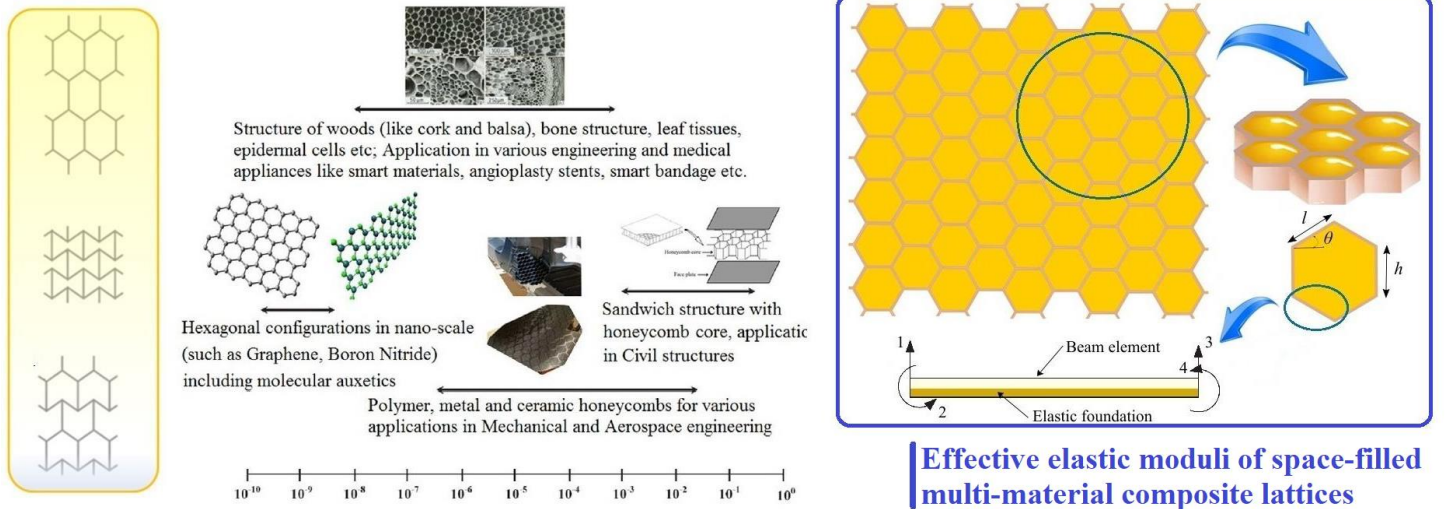 Structure of woods (like cork and balsa), bone structure, leaf tissues,
epidermal cells etc; Application in various engineering and medical
appliances like smart materials, angioplasty stents, smart bandage etc.
Honeycomb core
Face plate
Hexagonal configurations in nano-scale
(such as Graphene, Boron Nitride)
including molecular auxetics
Sandwich structure with
honeycomb core, applicatio
in Civil structures
Polymer, metal and ceramic honeycombs for various
applications in Mechanical and Aerospace engineering
10⁻¹⁰ 10⁻⁹ 10⁻⁸ 10⁻⁷ 10⁻⁶ 10⁻⁵ 10⁻⁴ 10⁻³ 10⁻² 10⁻¹ 10⁰
l
θ
h
1
Beam element
3
4
2
Elastic foundation
Effective elastic moduli of space-filled
multi-material composite lattices